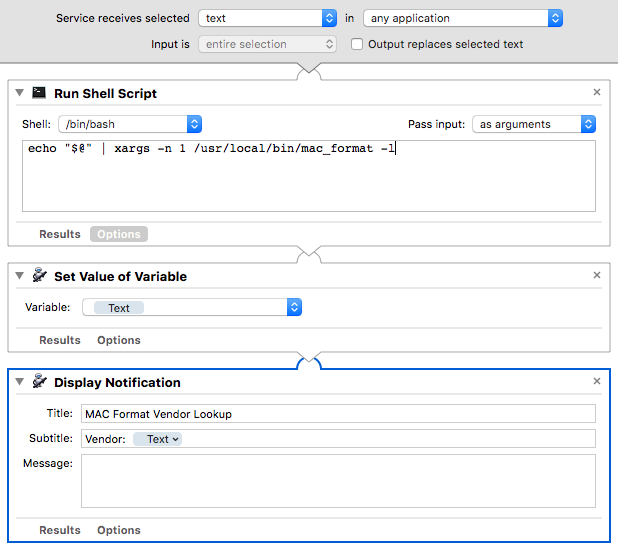 Service receives selected text in any application
Input is entire selection Output replaces selected text
Run Shell Script
Shell: /bin/bash Pass input: as arguments
echo "$@" | xargs -n 1 /usr/local/bin/mac_format -l
Results Options
Set Value of Variable
Variable: Text
Results Options
Display Notification
Title: MAC Format Vendor Lookup
Subtitle: Vendor: Text
Message:
Results Options